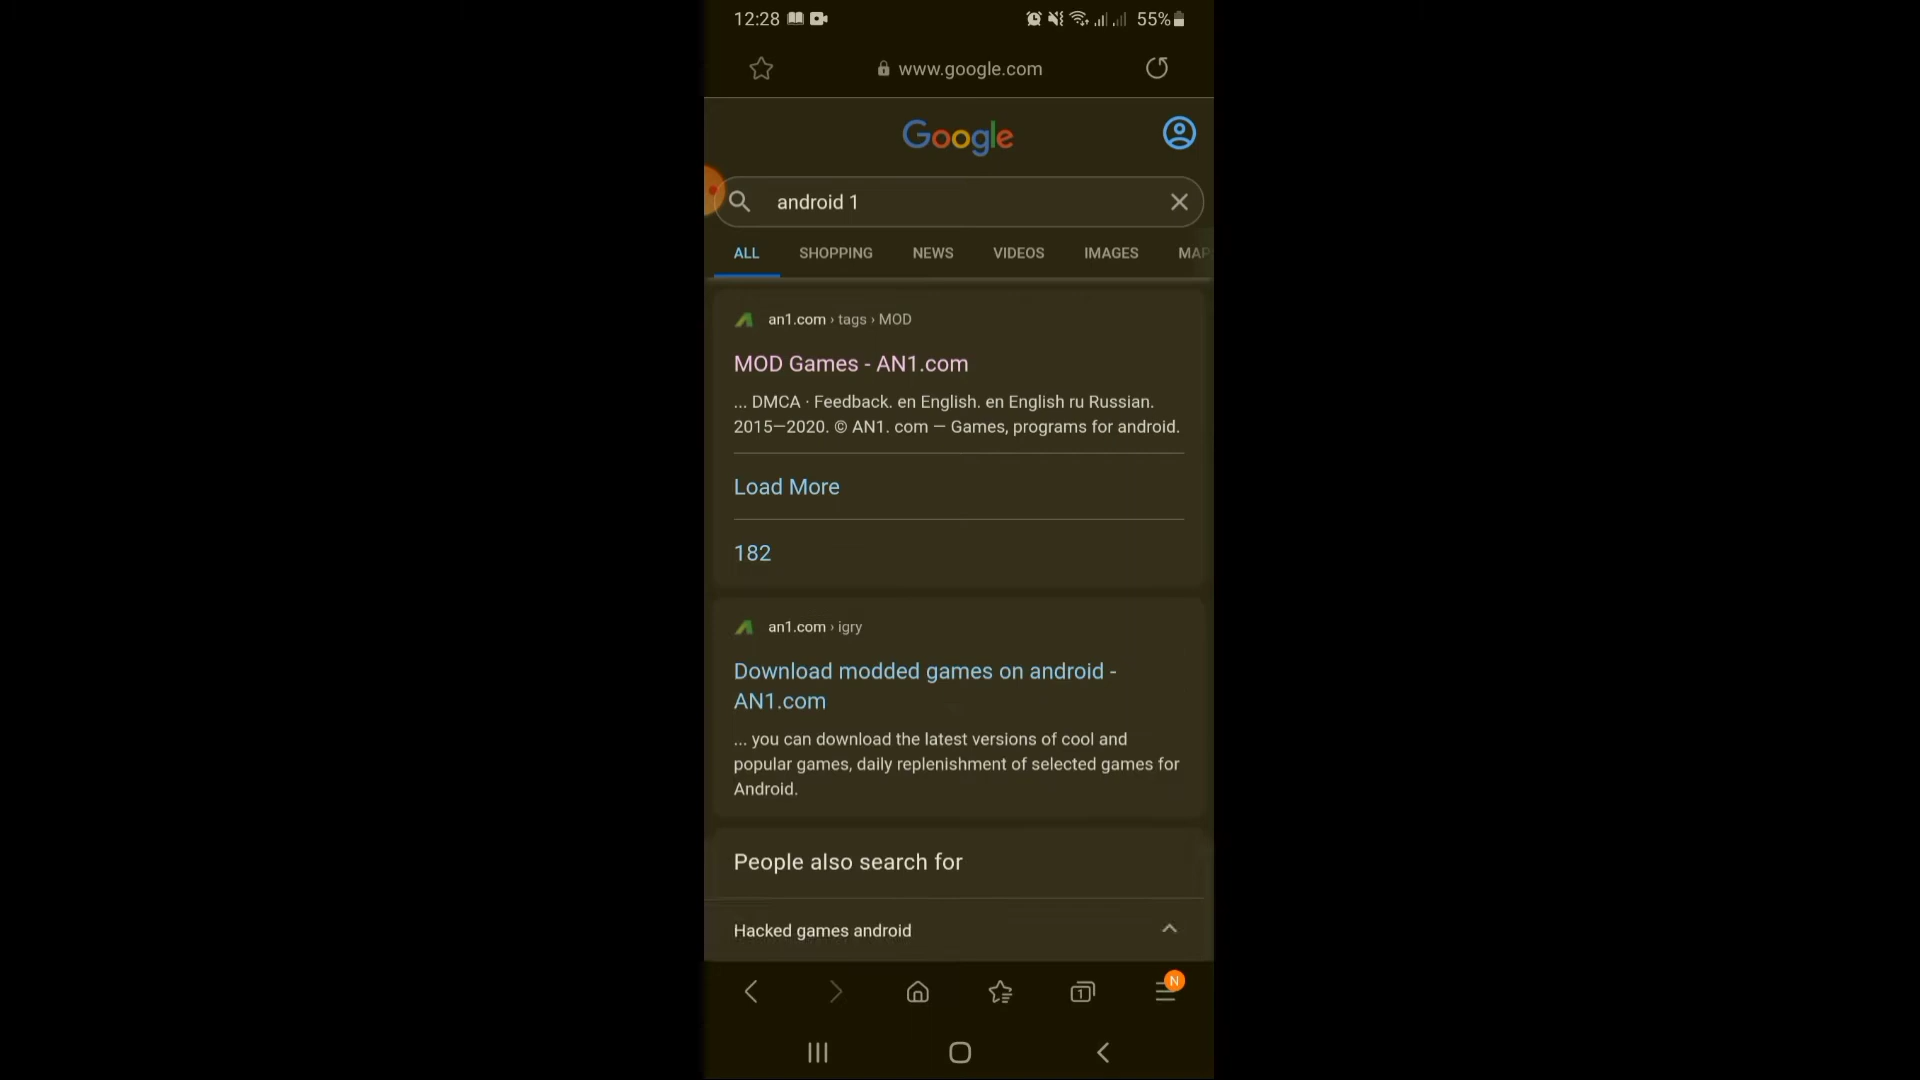 12:28
55%
www.google.com
Google
android 1
ALL SHOPPING NEWS VIDEOS IMAGES MAP
an1.com › tags › MOD
MOD Games - AN1.com
... DMCA · Feedback. en English. en English ru Russian.
2015—2020. © AN1. com — Games, programs for android.
Load More
182
an1.com › igry
Download modded games on android -
AN1.com
... you can download the latest versions of cool and
popular games, daily replenishment of selected games for
Android.
People also search for
Hacked games android
1
N